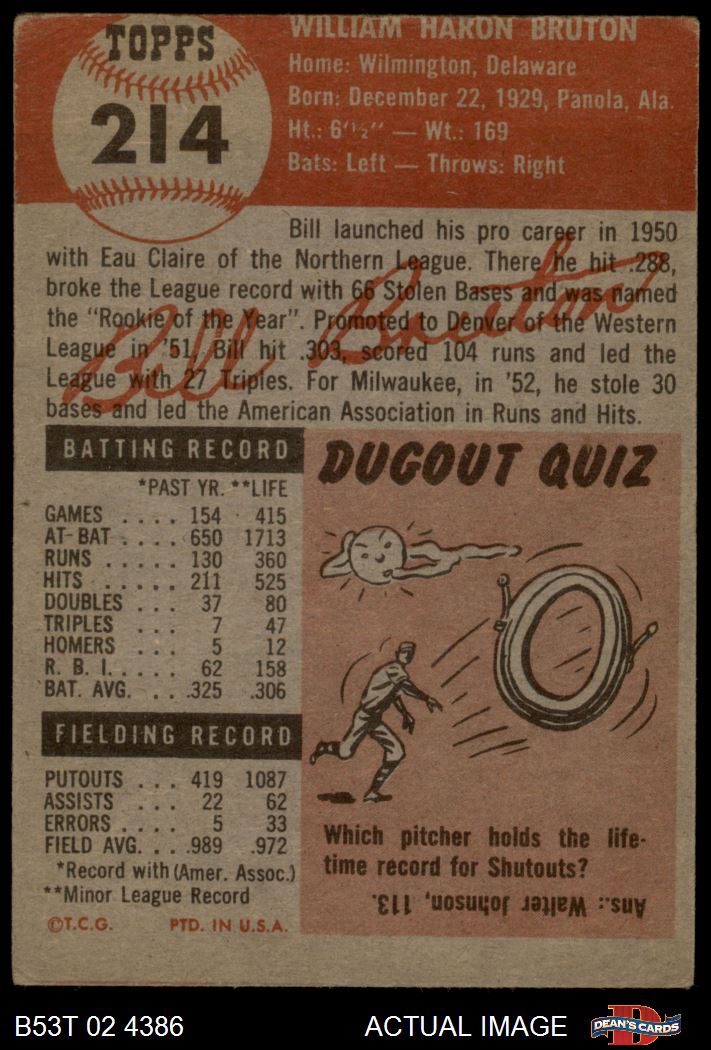 TOPPS
214
WILLIAM HARON BRUTON
Home: Wilmington, Delaware
Born: December 22, 1929, Panola, Ala.
Ht.: 6'½" — Wt.: 169
Bats: Left — Throws: Right
Bill launched his pro career in 1950
with Eau Claire of the Northern League. There he hit .288,
broke the League record with 66 Stolen Bases and was named
the "Rookie of the Year". Promoted to Denver of the Western
League in '51, Bill hit .303, scored 104 runs and led the
League with 27 Triples. For Milwaukee, in '52, he stole 30
bases and led the American Association in Runs and Hits.
Bill Bruton
BATTING RECORD
*PAST YR. **LIFE
GAMES .... 154 415
AT-BAT .... 650 1713
RUNS ..... 130 360
HITS ..... 211 525
DOUBLES ... 37 80
TRIPLES ... 7 47
HOMERS ... 5 12
R. B. I. .... 62 158
BAT. AVG. ... .325 .306
FIELDING RECORD
PUTOUTS ... 419 1087
ASSISTS ... 22 62
ERRORS .... 5 33
FIELD AVG. ... .989 .972
*Record with (Amer. Assoc.)
**Minor League Record
©T.C.G. PTD. IN U.S.A.
DUGOUT QUIZ
Which pitcher holds the life-
time record for Shutouts?
Ans.: Walter Johnson, 113.
B53T 02 4386
ACTUAL IMAGE
D
DEAN'S CARDS